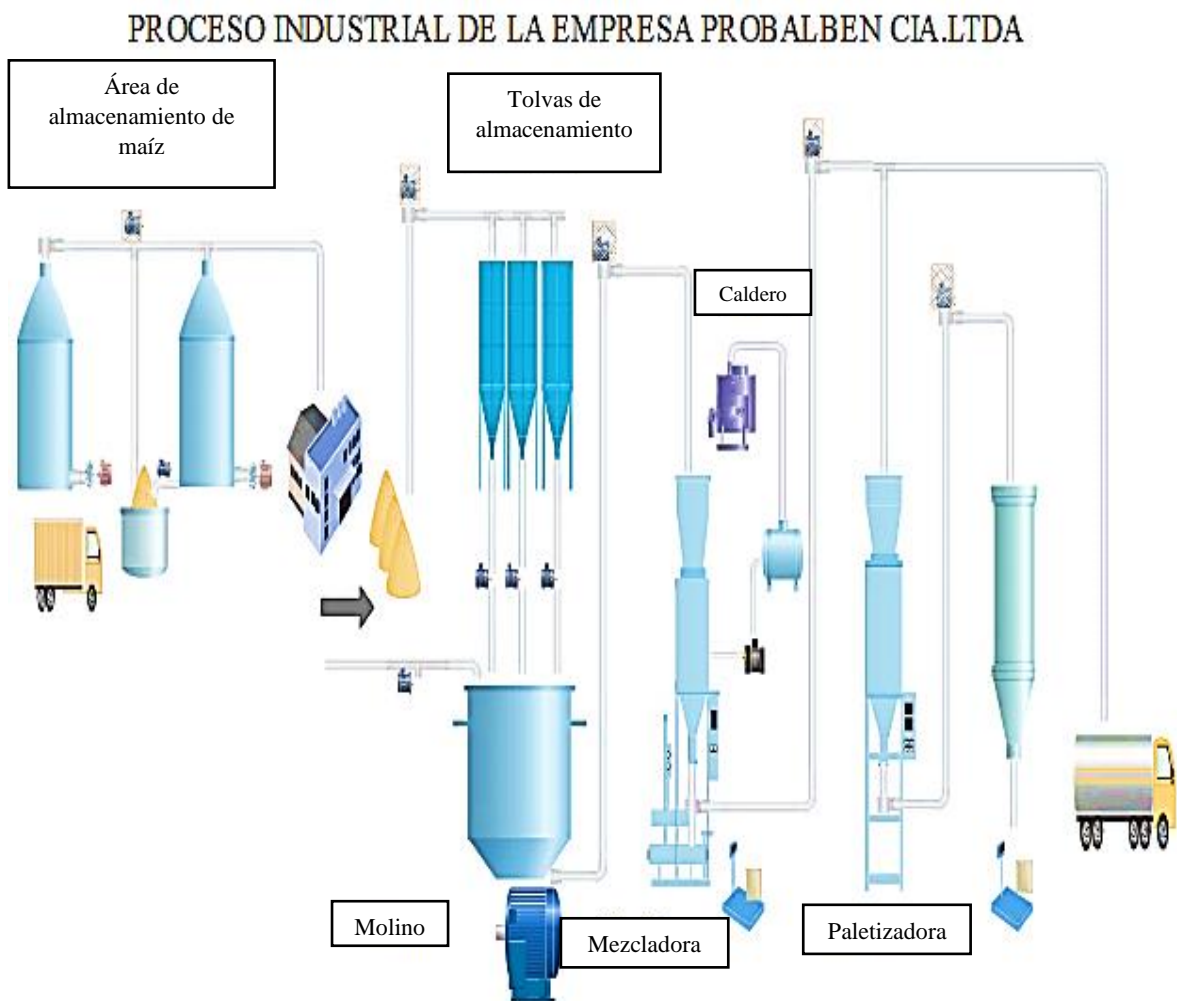 PROCESO INDUSTRIAL DE LA EMPRESA PROBALBEN CIA.LTDA
Área de
almacenamiento de
maíz
Tolvas de
almacenamiento
Caldero
Molino
Mezcladora
Paletizadora